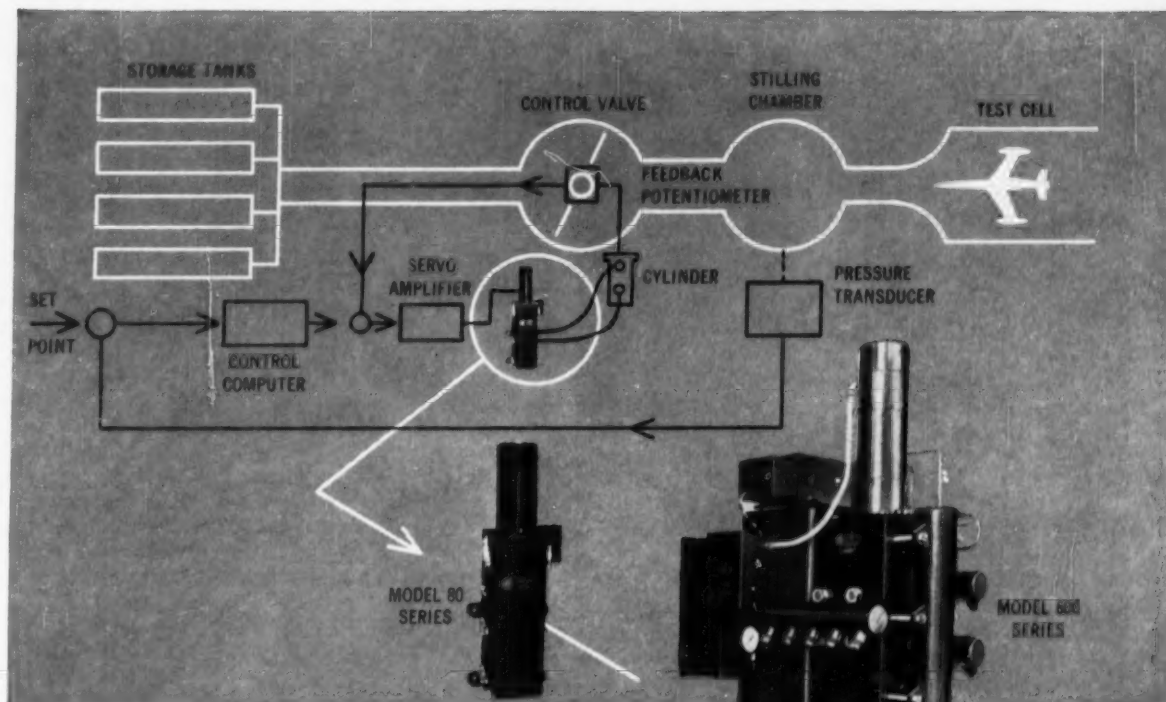 STORAGE TANKS
CONTROL VALVE
STILLING
CHAMBER
TEST CELL
FEEDBACK
POTENTIOMETER
SERVO
AMPLIFIER
CYLINDER
PRESSURE
TRANSDUCER
SET
POINT
CONTROL
COMPUTER
MODEL 80
SERIES
MODEL
SERIES